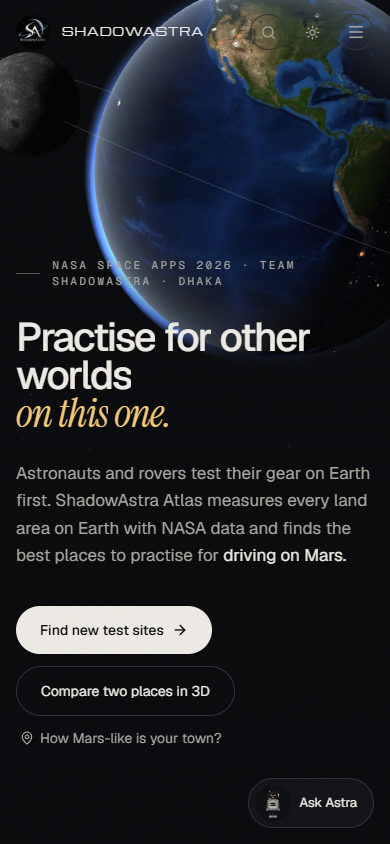 SHADOWASTRA
NASA SPACE APPS 2026 · TEAM
SHADOWASTRA · DHAKA
Practise for other
worlds
on this one.
Astronauts and rovers test their gear on Earth
first. ShadowAstra Atlas measures every land
area on Earth with NASA data and finds the
best places to practise for driving on Mars.
Find new test sites →
Compare two places in 3D
How Mars-like is your town?
Ask Astra